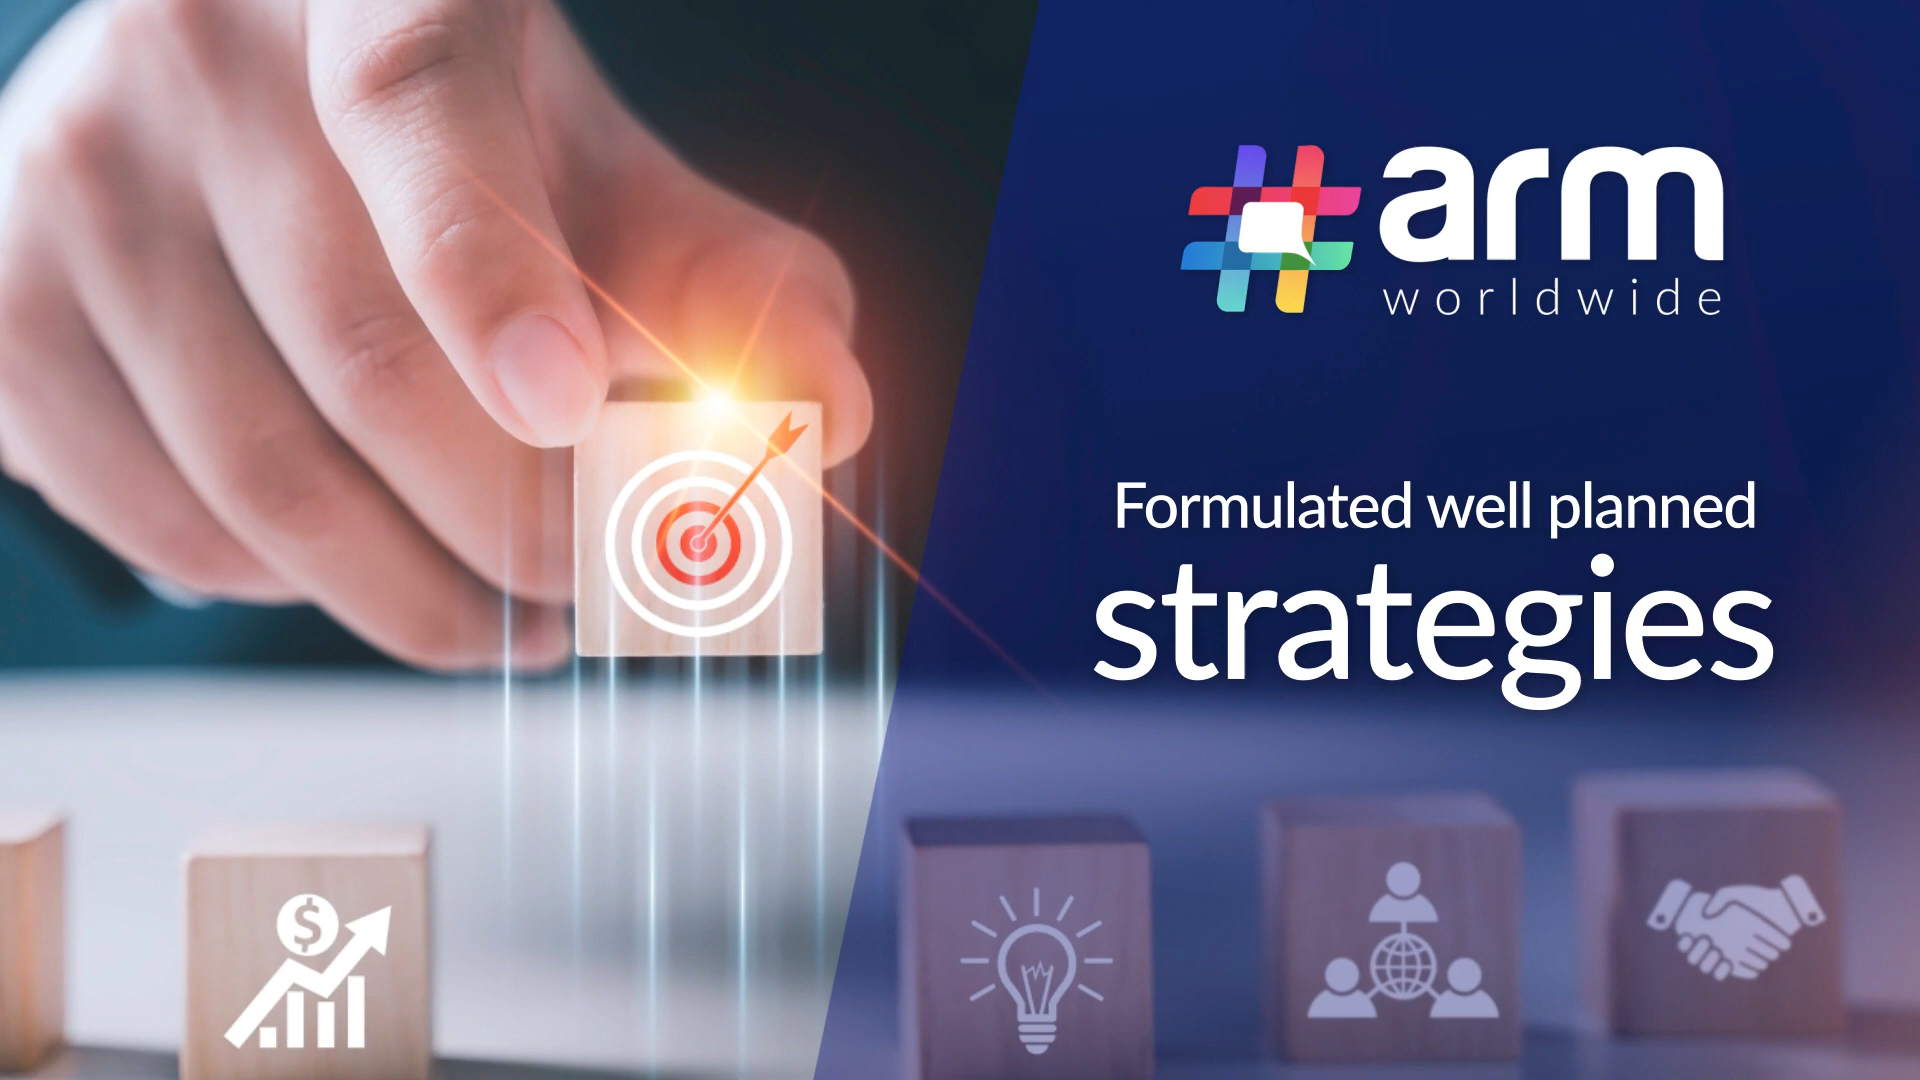 #arm
worldwide
Formulated well planned
strategies
$